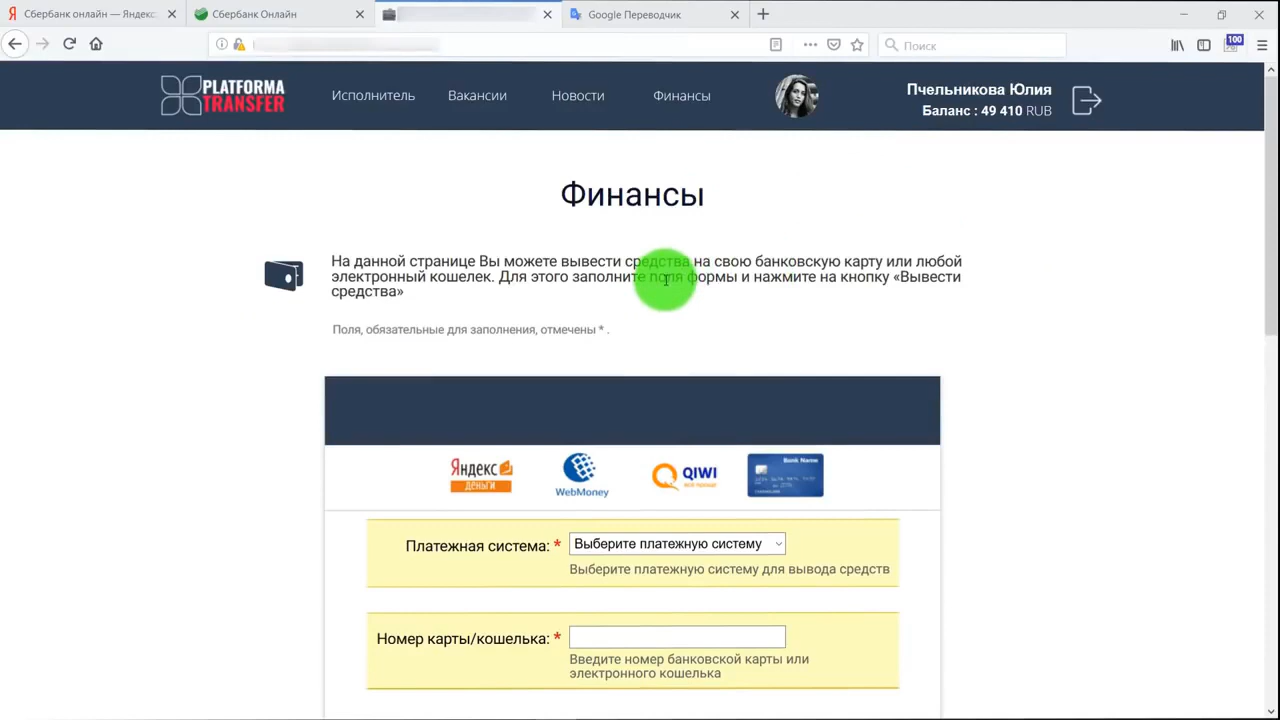 Сбербанк онлайн — Яндекс
Сбербанк Онлайн
Google Переводчик
Поиск
100
PLATFORMA
TRANSFER
Исполнитель
Вакансии
Новости
Финансы
Пчельникова Юлия
Баланс : 49 410 RUB
Финансы
На данной странице Вы можете вывести средства на свою банковскую карту или любой
электронный кошелек. Для этого заполните поля формы и нажмите на кнопку «Вывести
средства»
Поля, обязательные для заполнения, отмечены * .
Яндекс
деньги
WebMoney
QIWI
Bank Name
Платежная система: *
Выберите платежную систему
Выберите платежную систему для вывода средств
Номер карты/кошелька: *
Введите номер банковской карты или
электронного кошелька